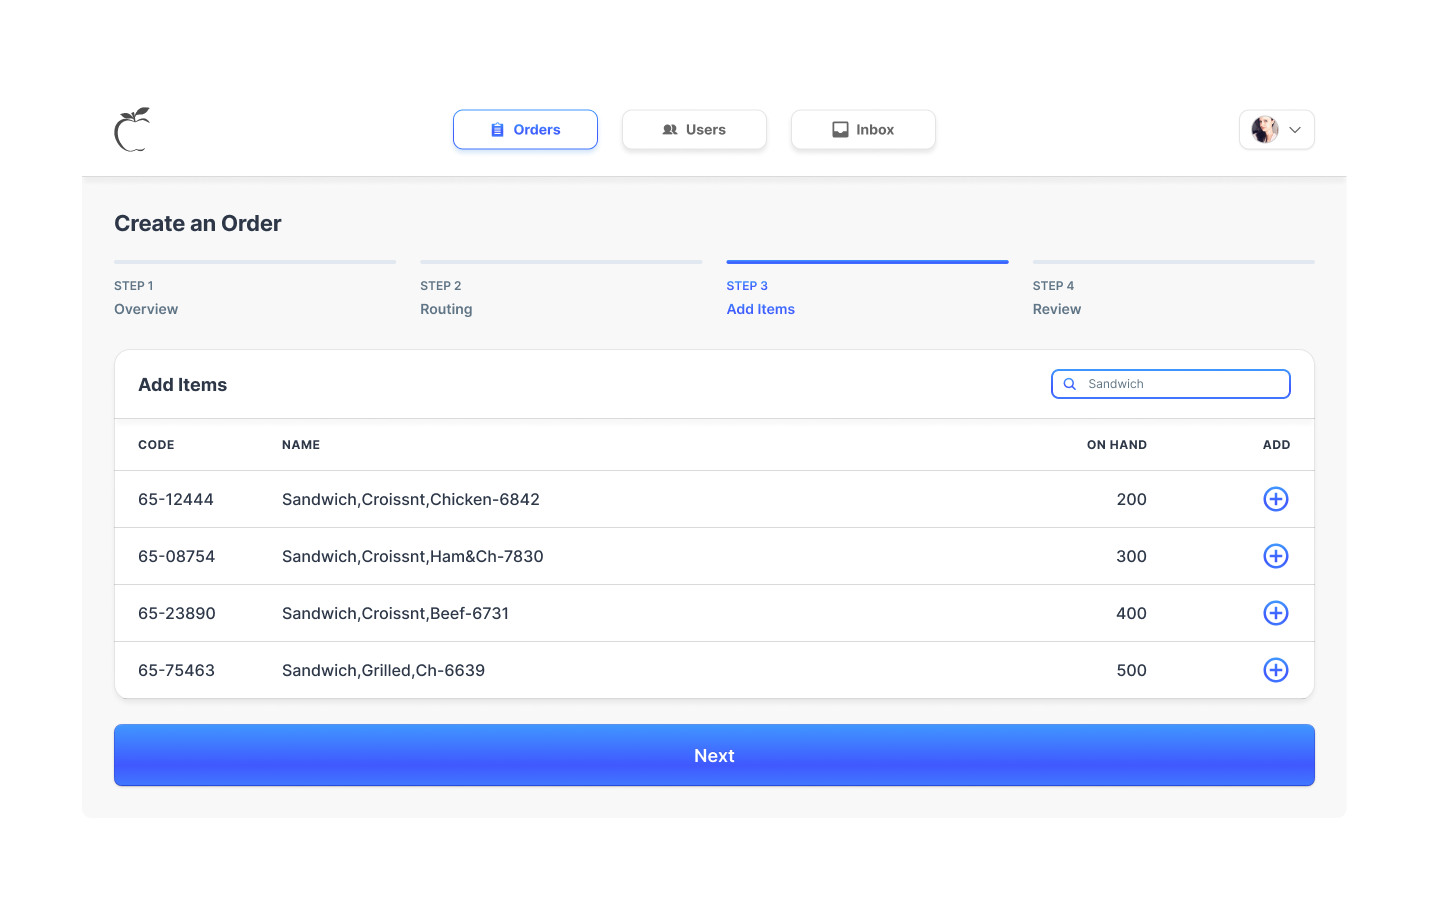 Orders
Users
Inbox
Create an Order
STEP 1
Overview
STEP 2
Routing
STEP 3
Add Items
STEP 4
Review
Add Items
Sandwich
CODE NAME ON HAND ADD
65-12444 Sandwich,Croissnt,Chicken-6842 200
65-08754 Sandwich,Croissnt,Ham&Ch-7830 300
65-23890 Sandwich,Croissnt,Beef-6731 400
65-75463 Sandwich,Grilled,Ch-6639 500
Next